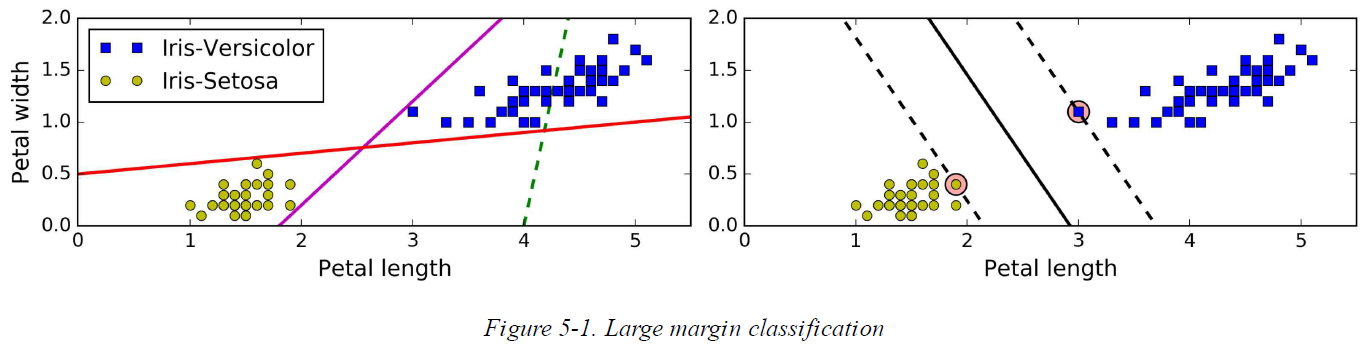 2.0
1.5
1.0
0.5
0.0
Petal width
Iris-Versicolor
Iris-Setosa
0 1 2 3 4 5
Petal length
2.0
1.5
1.0
0.5
0.0
0 1 2 3 4 5
Petal length
Figure 5-1. Large margin classification